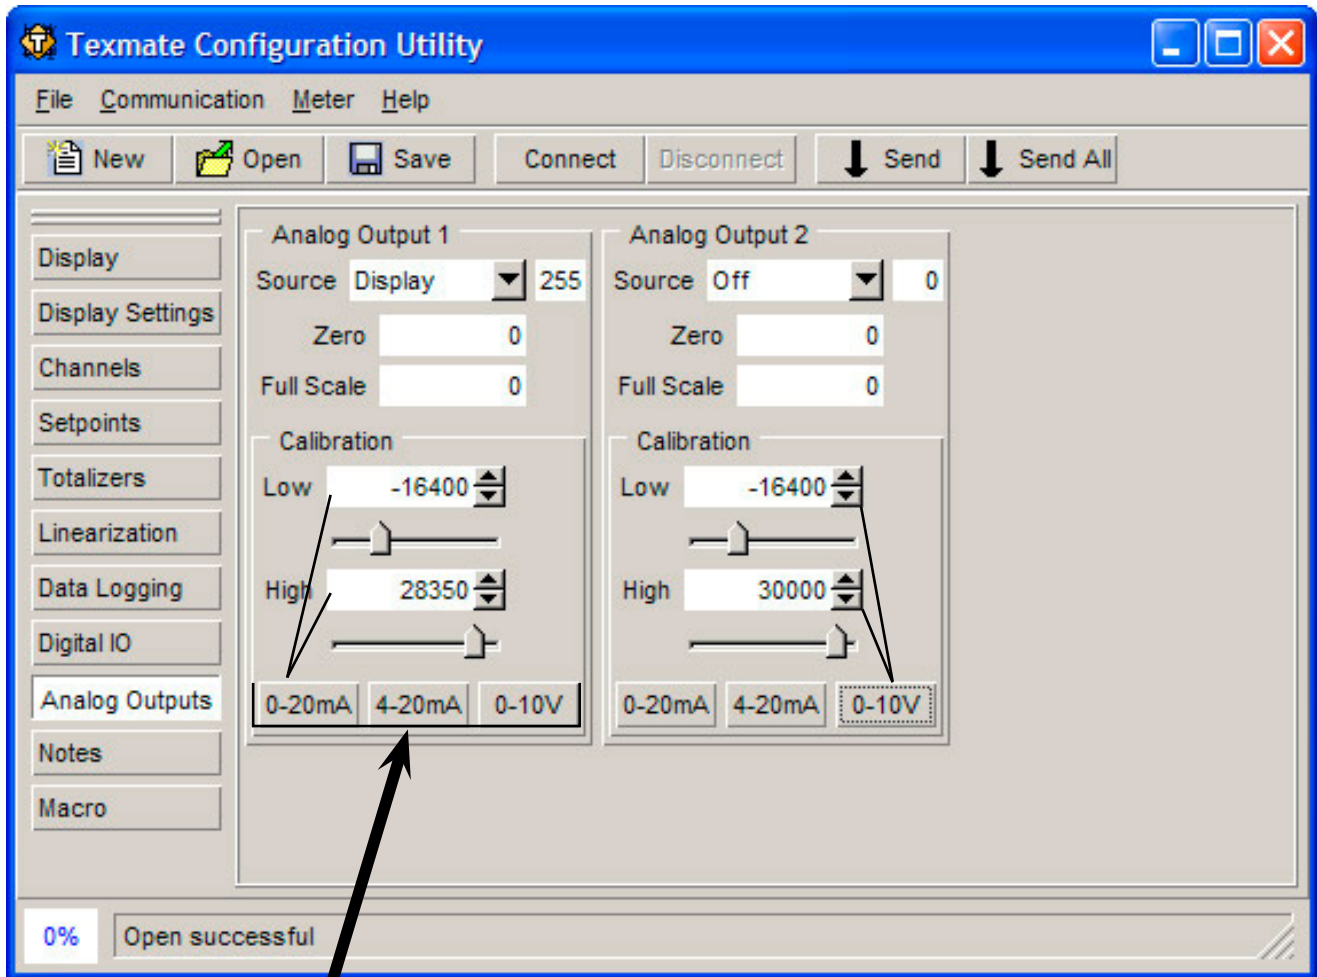 Texmate Configuration Utility
File Communication Meter Help
New Open Save Connect Disconnect Send Send All
Display
Display Settings
Channels
Setpoints
Totalizers
Linearization
Data Logging
Digital IO
Analog Outputs
Notes
Macro
Analog Output 1
Source Display 255
Zero 0
Full Scale 0
Calibration
Low -16400
High 28350
0-20mA 4-20mA 0-10V
Analog Output 2
Source Off 0
Zero 0
Full Scale 0
Calibration
Low -16400
High 30000
0-20mA 4-20mA 0-10V
0% Open successful